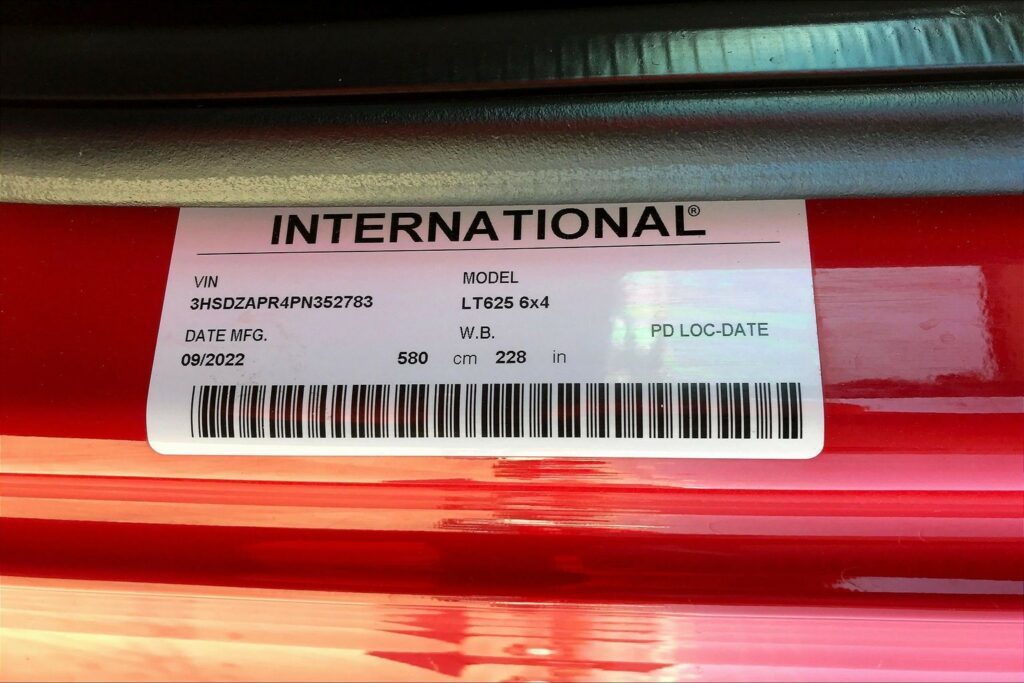 INTERNATIONAL®
VIN MODEL
3HSDZAPR4PN352783 LT625 6x4
DATE MFG. W.B. PD LOC-DATE
09/2022 580 cm 228 in